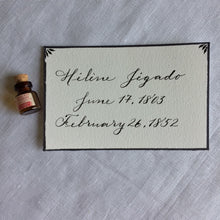 Hélène Jégado
June 17, 1803
February 26, 1852